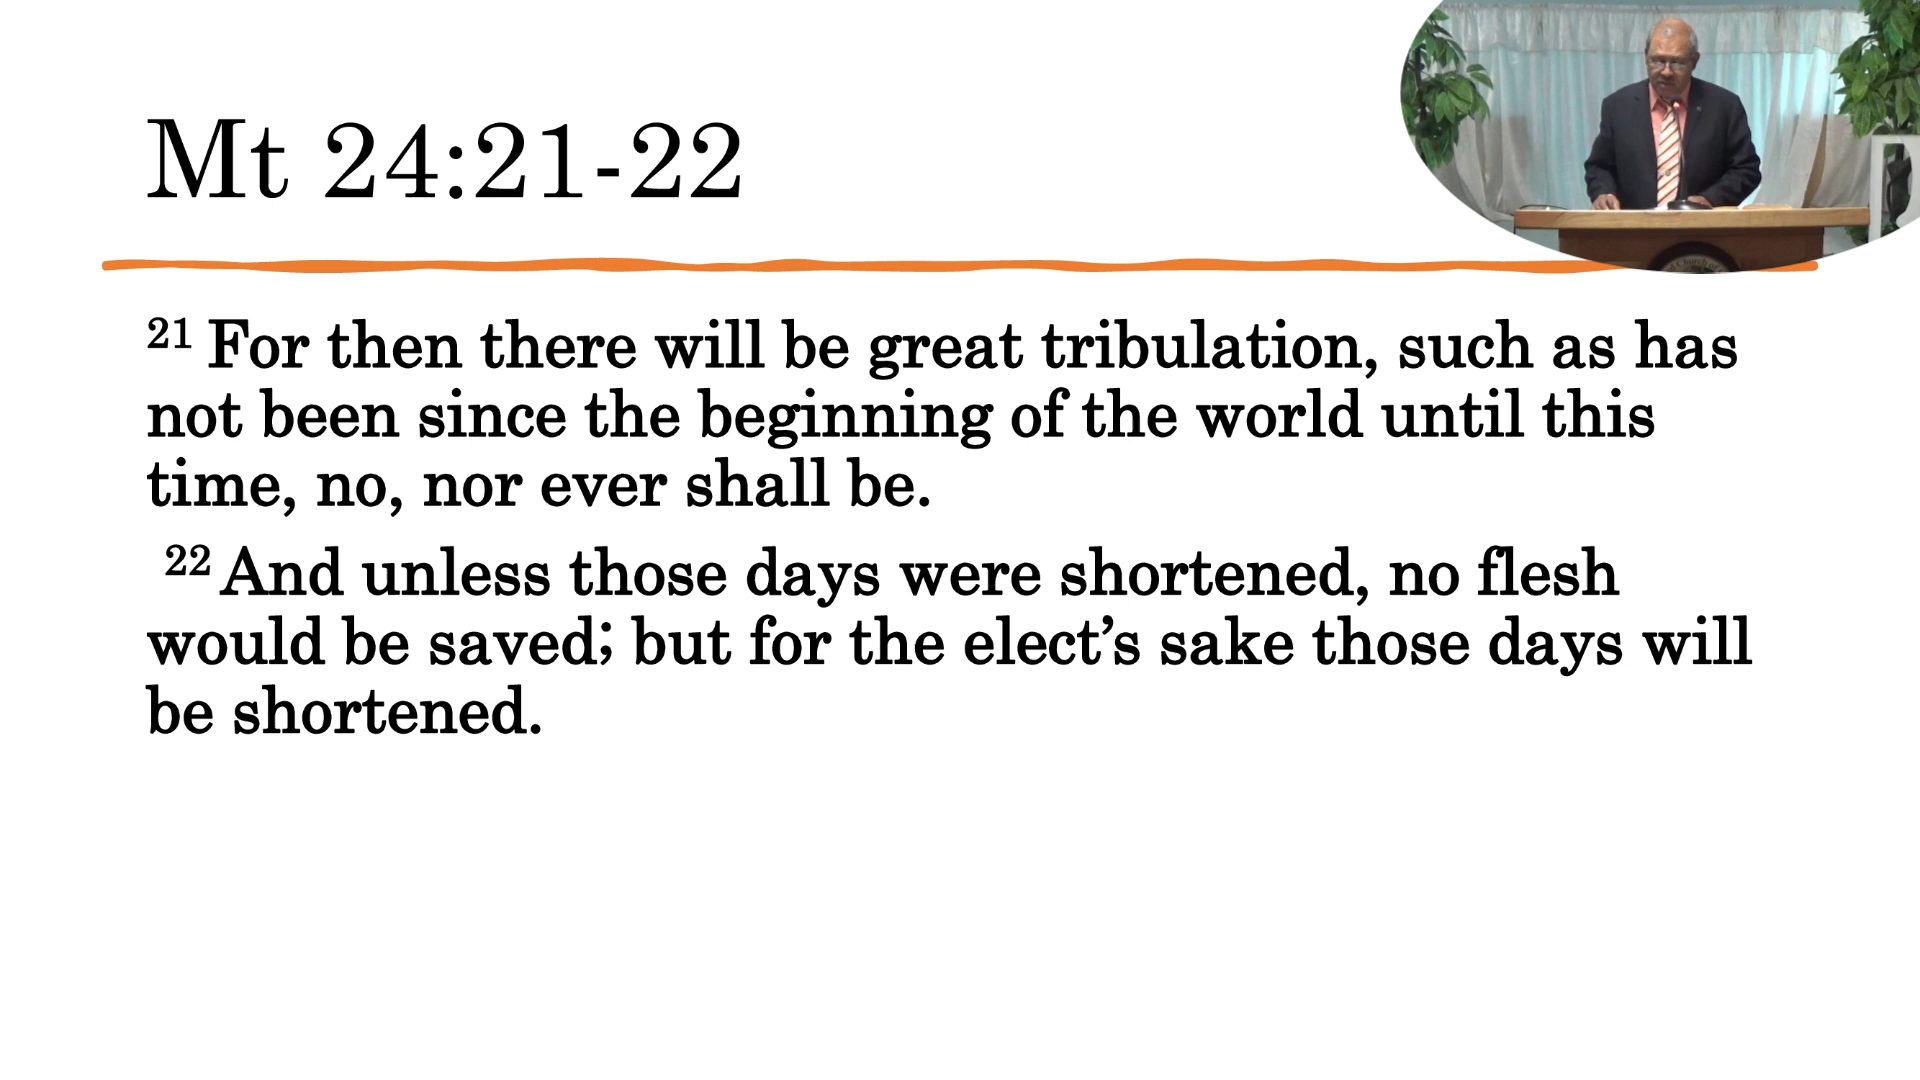 Mt 24:21-22
21 For then there will be great tribulation, such as has
not been since the beginning of the world until this
time, no, nor ever shall be.
22 And unless those days were shortened, no flesh
would be saved; but for the elect’s sake those days will
be shortened.
Church of